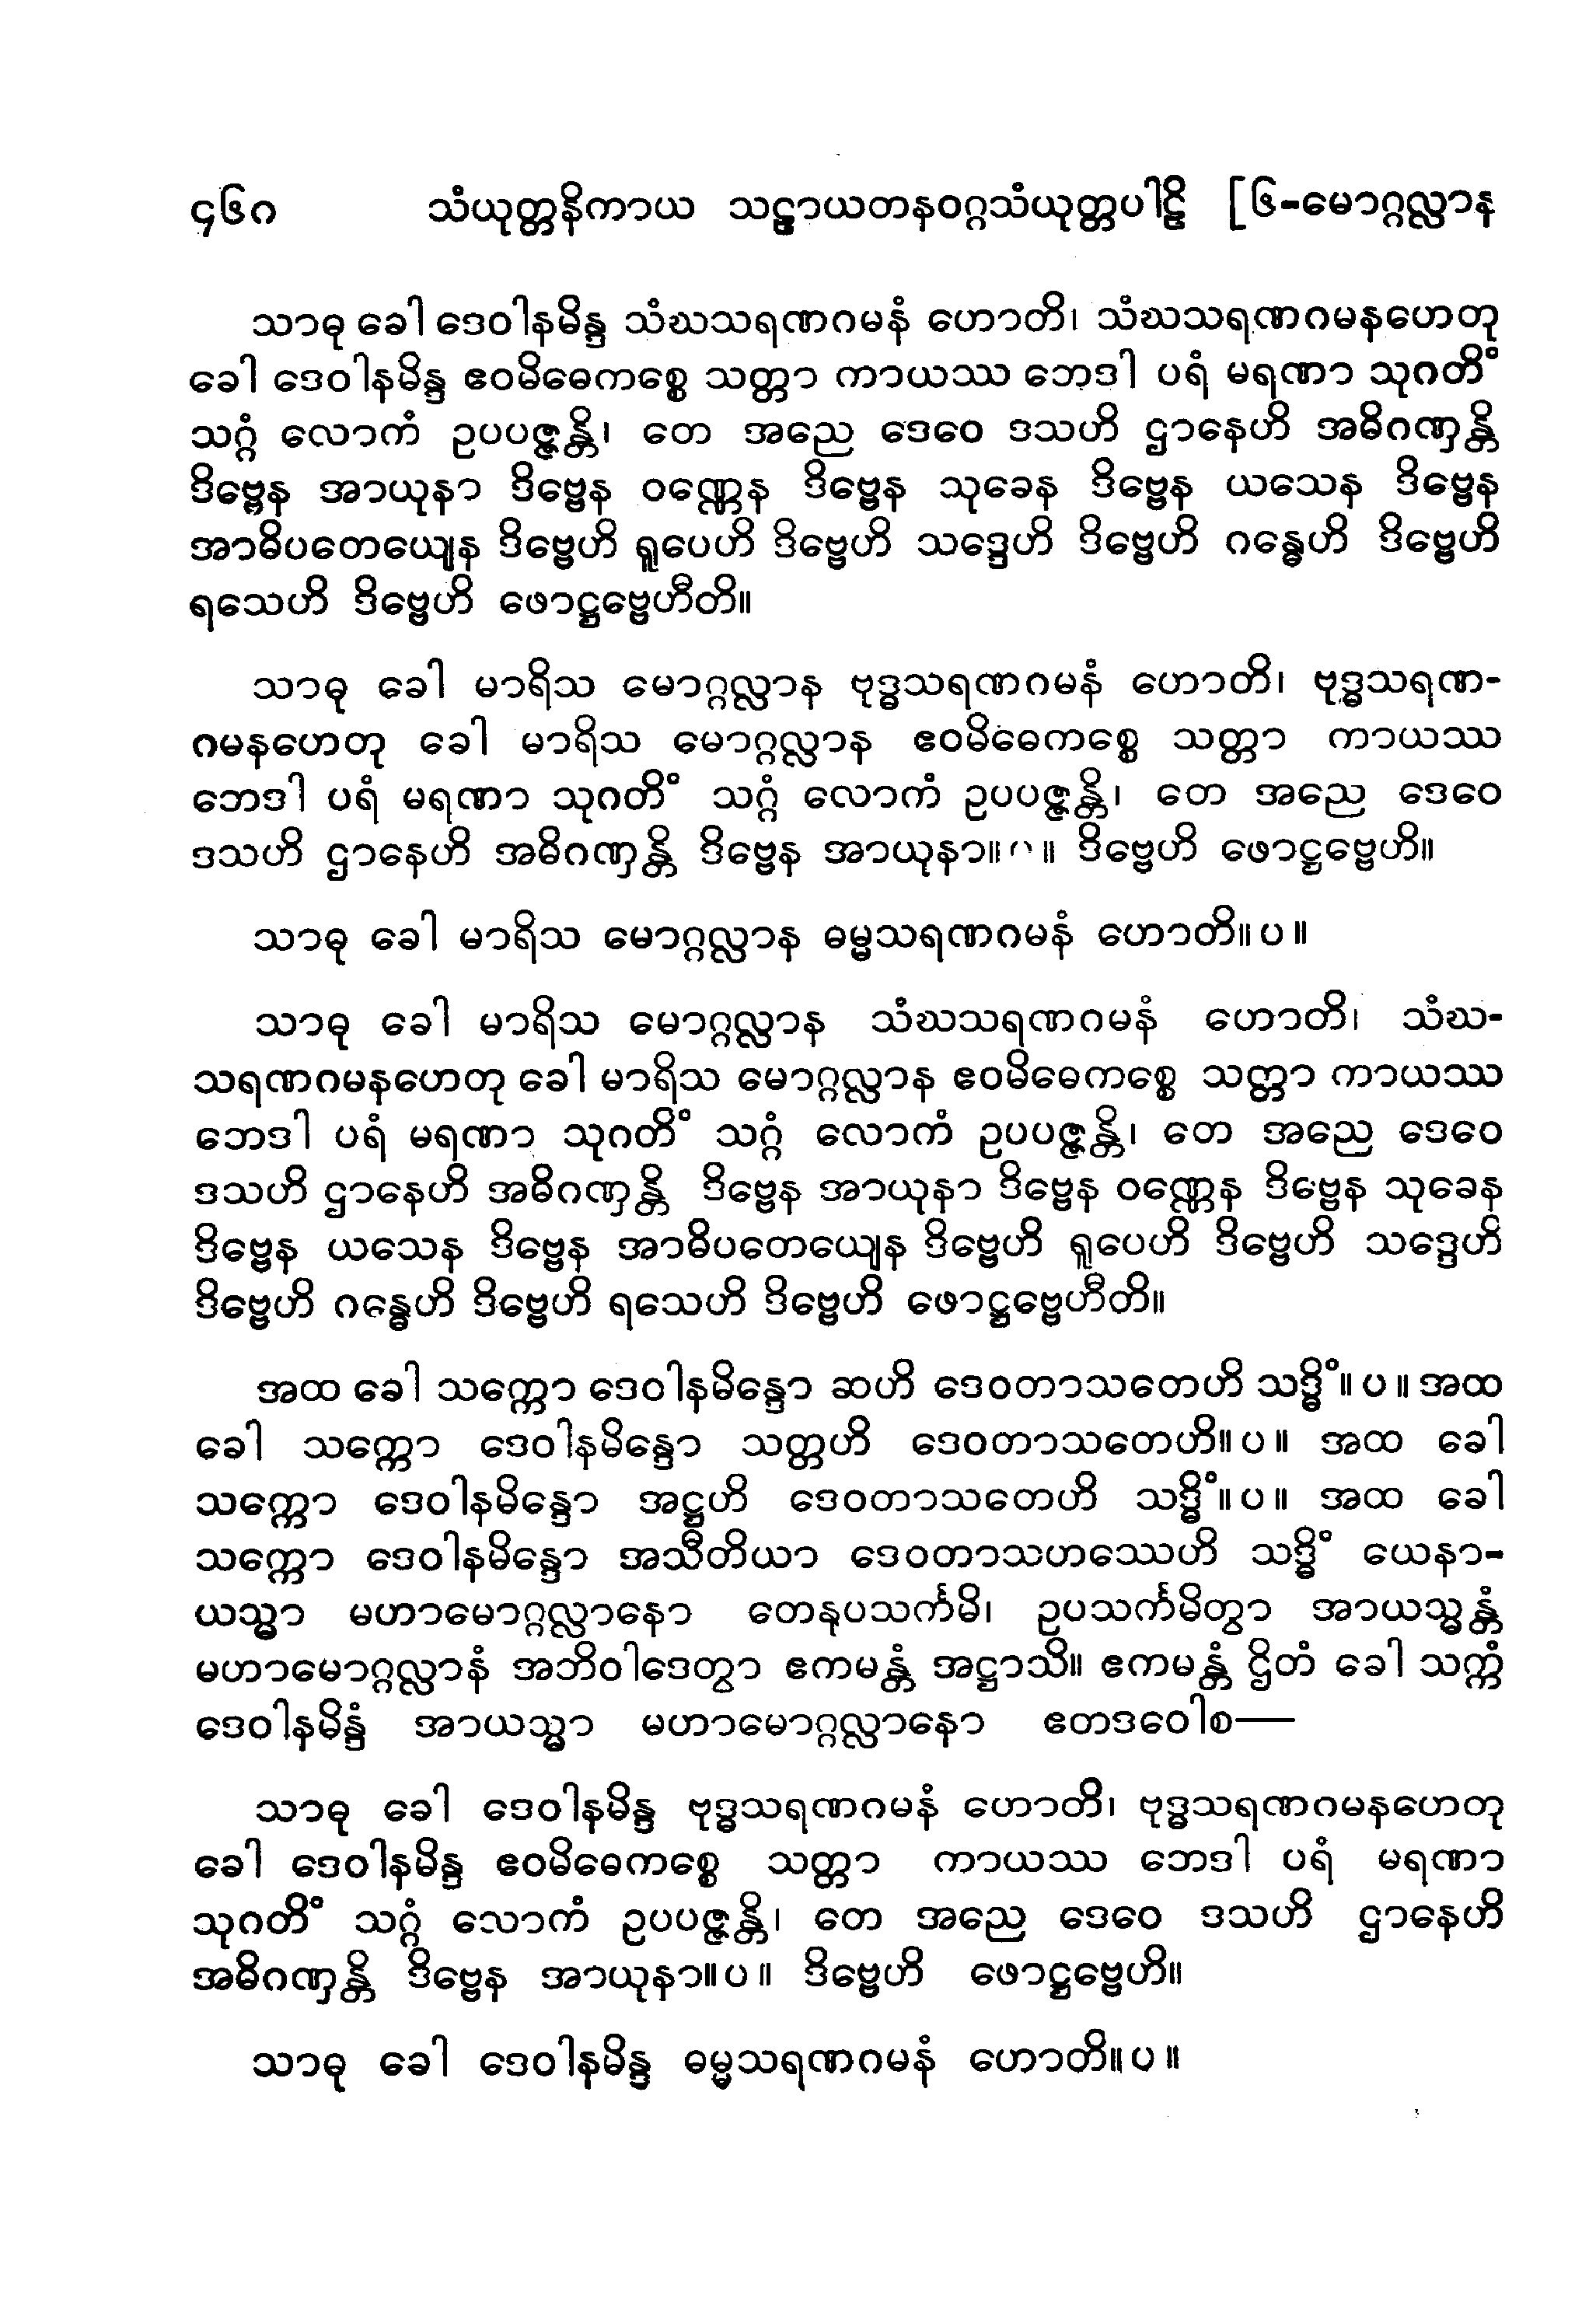 ၄၆၈ သံယုတ္တနိကာယ သဠာယတနဝဂ္ဂသံယုတ္တပါဠိ [၆-မောဂ္ဂလ္လာန
သာဓု ခေါ ဒေဝါနမိန္ဒ သံဃသရဏဂမနံ ဟောတိ၊ သံဃသရဏဂမနဟေတု
ခေါ ဒေဝါနမိန္ဒ ဧဝမိဓေကစ္စေ သတ္တာ ကာယဿ ဘေဒါ ပရံ မရဏာ သုဂတိံ
သဂ္ဂံ လောကံ ဥပပဇ္ဇန္တိ၊ တေ အညေ ဒေဝေ ဒသဟိ ဌာနေဟိ အဓိဂဏှန္တိ
ဒိဗ္ဗေန အာယုနာ ဒိဗ္ဗေန ဝဏ္ဏေန ဒိဗ္ဗေန သုခေန ဒိဗ္ဗေန ယသေန ဒိဗ္ဗေန
အာဓိပတေယျေန ဒိဗ္ဗေဟိ ရူပေဟိ ဒိဗ္ဗေဟိ သဒ္ဒေဟိ ဒိဗ္ဗေဟိ ဂန္ဓေဟိ ဒိဗ္ဗေဟိ
ရသေဟိ ဒိဗ္ဗေဟိ ဖောဋ္ဌဗ္ဗေဟီတိ။
သာဓု ခေါ မာရိသ မောဂ္ဂလ္လာန ဗုဒ္ဓသရဏဂမနံ ဟောတိ၊ ဗုဒ္ဓသရဏ-
ဂမနဟေတု ခေါ မာရိသ မောဂ္ဂလ္လာန ဧဝမိဓေကစ္စေ သတ္တာ ကာယဿ
ဘေဒါ ပရံ မရဏာ သုဂတိံ သဂ္ဂံ လောကံ ဥပပဇ္ဇန္တိ၊ တေ အညေ ဒေဝေ
ဒသဟိ ဌာနေဟိ အဓိဂဏှန္တိ ဒိဗ္ဗေန အာယုနာ။ ပ ။ ဒိဗ္ဗေဟိ ဖောဋ္ဌဗ္ဗေဟိ။
သာဓု ခေါ မာရိသ မောဂ္ဂလ္လာန ဓမ္မသရဏဂမနံ ဟောတိ။ ပ ။
သာဓု ခေါ မာရိသ မောဂ္ဂလ္လာန သံဃသရဏဂမနံ ဟောတိ၊ သံဃ-
သရဏဂမနဟေတု ခေါ မာရိသ မောဂ္ဂလ္လာန ဧဝမိဓေကစ္စေ သတ္တာ ကာယဿ
ဘေဒါ ပရံ မရဏာ သုဂတိံ သဂ္ဂံ လောကံ ဥပပဇ္ဇန္တိ၊ တေ အညေ ဒေဝေ
ဒသဟိ ဌာနေဟိ အဓိဂဏှန္တိ ဒိဗ္ဗေန အာယုနာ ဒိဗ္ဗေန ဝဏ္ဏေန ဒိဗ္ဗေန သုခေန
ဒိဗ္ဗေန ယသေန ဒိဗ္ဗေန အာဓိပတေယျေန ဒိဗ္ဗေဟိ ရူပေဟိ ဒိဗ္ဗေဟိ သဒ္ဒေဟိ
ဒိဗ္ဗေဟိ ဂန္ဓေဟိ ဒိဗ္ဗေဟိ ရသေဟိ ဒိဗ္ဗေဟိ ဖောဋ္ဌဗ္ဗေဟီတိ။
အထ ခေါ သက္ကော ဒေဝါနမိန္ဒော ဆဟိ ဒေဝတာသတေဟိ သဒ္ဓိံ။ ပ ။ အထ
ခေါ သက္ကော ဒေဝါနမိန္ဒော သတ္တဟိ ဒေဝတာသတေဟိ။ ပ ။ အထ ခေါ
သက္ကော ဒေဝါနမိန္ဒော အဋ္ဌဟိ ဒေဝတာသတေဟိ သဒ္ဓိံ။ ပ ။ အထ ခေါ
သက္ကော ဒေဝါနမိန္ဒော အသီတိယာ ဒေဝတာသဟဿေဟိ သဒ္ဓိံ ယေနာ-
ယသ္မာ မဟာမောဂ္ဂလ္လာနော တေနုပသင်္ကမိ၊ ဥပသင်္ကမိတွာ အာယသ္မန္တံ
မဟာမောဂ္ဂလ္လာနံ အဘိဝါဒေတွာ ဧကမန္တံ အဋ္ဌာသိ။ ဧကမန္တံ ဌိတံ ခေါ သက္ကံ
ဒေဝါနမိန္ဒံ အာယသ္မာ မဟာမောဂ္ဂလ္လာနော ဧတဒဝေါစ—
သာဓု ခေါ ဒေဝါနမိန္ဒ ဗုဒ္ဓသရဏဂမနံ ဟောတိ၊ ဗုဒ္ဓသရဏဂမနဟေတု
ခေါ ဒေဝါနမိန္ဒ ဧဝမိဓေကစ္စေ သတ္တာ ကာယဿ ဘေဒါ ပရံ မရဏာ
သုဂတိံ သဂ္ဂံ လောကံ ဥပပဇ္ဇန္တိ၊ တေ အညေ ဒေဝေ ဒသဟိ ဌာနေဟိ
အဓိဂဏှန္တိ ဒိဗ္ဗေန အာယုနာ။ ပ ။ ဒိဗ္ဗေဟိ ဖောဋ္ဌဗ္ဗေဟိ။
သာဓု ခေါ ဒေဝါနမိန္ဒ ဓမ္မသရဏဂမနံ ဟောတိ။ ပ ။